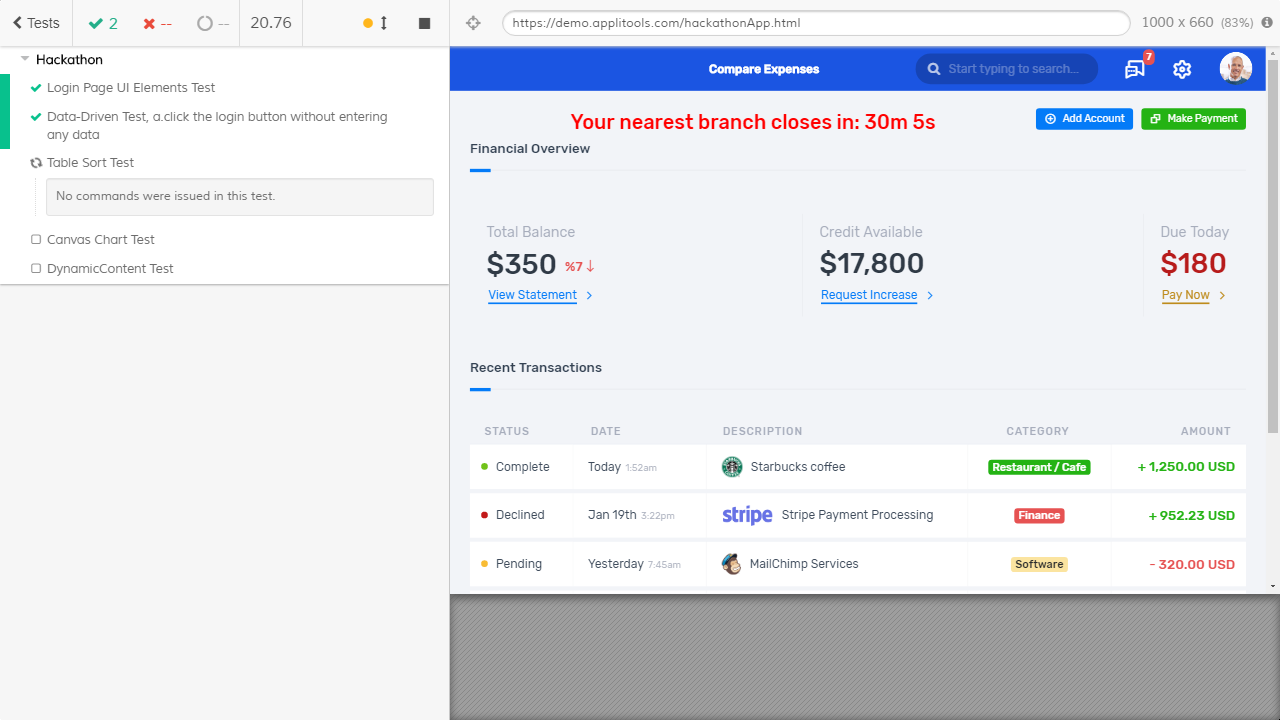 Tests
2
--
--
20.76
https://demo.applitools.com/hackathonApp.html
1000 x 660 (83%)
Hackathon
Login Page UI Elements Test
Data-Driven Test, a.click the login button without entering
any data
Table Sort Test
No commands were issued in this test.
Canvas Chart Test
DynamicContent Test
Compare Expenses
Start typing to search...
7
Your nearest branch closes in: 30m 5s
Add Account
Make Payment
Financial Overview
Total Balance
Credit Available
Due Today
$350 %7
$17,800
$180
View Statement
Request Increase
Pay Now
Recent Transactions
STATUS DATE DESCRIPTION CATEGORY AMOUNT
Complete Today 1:52am Starbucks coffee Restaurant / Cafe + 1,250.00 USD
Declined Jan 19th 3:22pm stripe Stripe Payment Processing Finance + 952.23 USD
Pending Yesterday 7:45am MailChimp Services Software - 320.00 USD